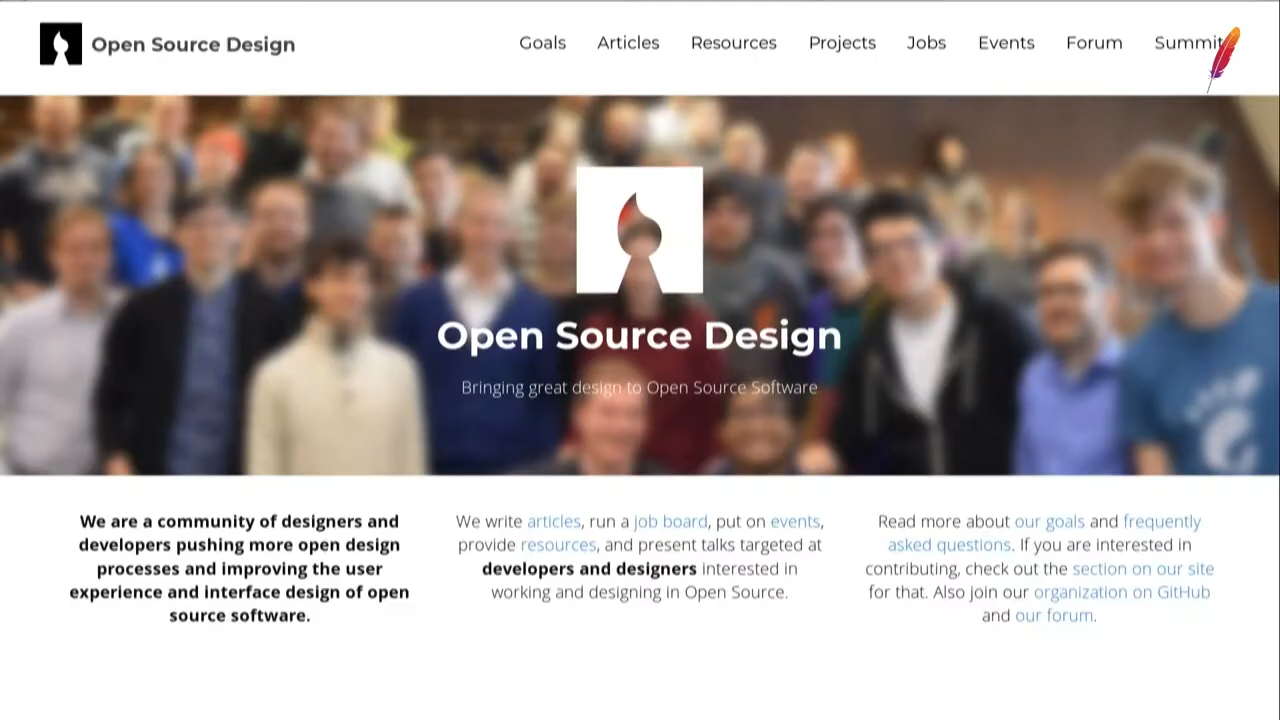 Open Source Design
Goals Articles Resources Projects Jobs Events Forum Summit
Open Source Design
Bringing great design to Open Source Software
We are a community of designers and
developers pushing more open design
processes and improving the user
experience and interface design of open
source software.
We write articles, run a job board, put on events,
provide resources, and present talks targeted at
developers and designers interested in
working and designing in Open Source.
Read more about our goals and frequently
asked questions. If you are interested in
contributing, check out the section on our site
for that. Also join our organization on GitHub
and our forum.